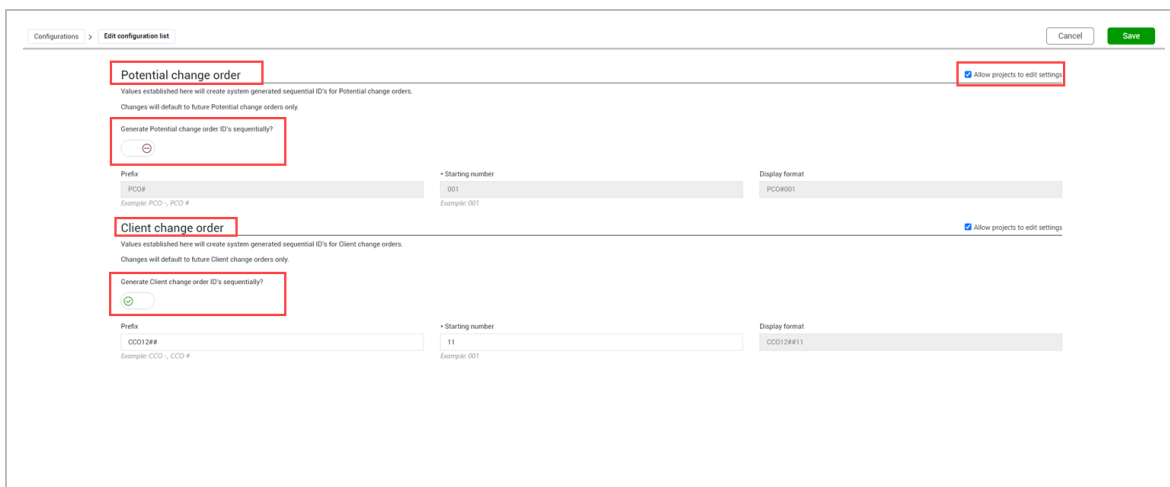 Configurations > Edit configuration list Cancel Save
Potential change order Allow projects to edit settings
Values established here will create system generated sequential ID's for Potential change orders.
Changes will default to future Potential change orders only.
Generate Potential change order ID's sequentially?
Prefix • Starting number Display format
PCO# 001 PCO#001
Example: PCO -, PCO # Example: 001
Client change order Allow projects to edit settings
Values established here will create system generated sequential ID's for Client change orders.
Changes will default to future Client change orders only.
Generate Client change order ID's sequentially?
Prefix • Starting number Display format
CCO12## 11 CCO12##11
Example: CCO -, CCO # Example: 001